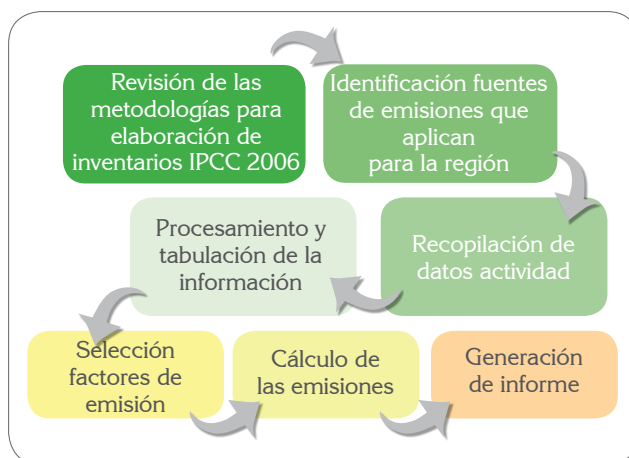 Revisión de las
metodologías para
elaboración de
inventarios IPCC 2006
Identificación fuentes
de emisiones que
aplican
para la región
Recopilación de
datos actividad
Procesamiento y
tabulación de la
información
Selección
factores de
emisión
Cálculo de
las emisiones
Generación
de informe